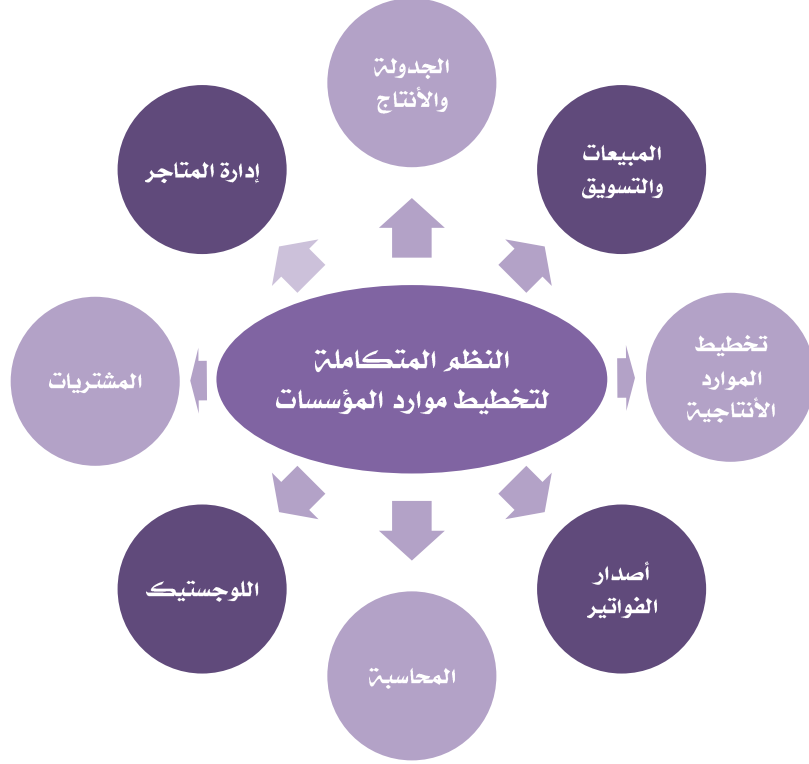 الجدولة
والأنتاج
المبيعات
والتسويق
إدارة المتاجر
تخطيط
الموارد
الأنتاجية
النظم المتكاملة
لتخطيط موارد المؤسسات
المشتريات
أصدار
الفواتير
اللوجستيك
المحاسبة